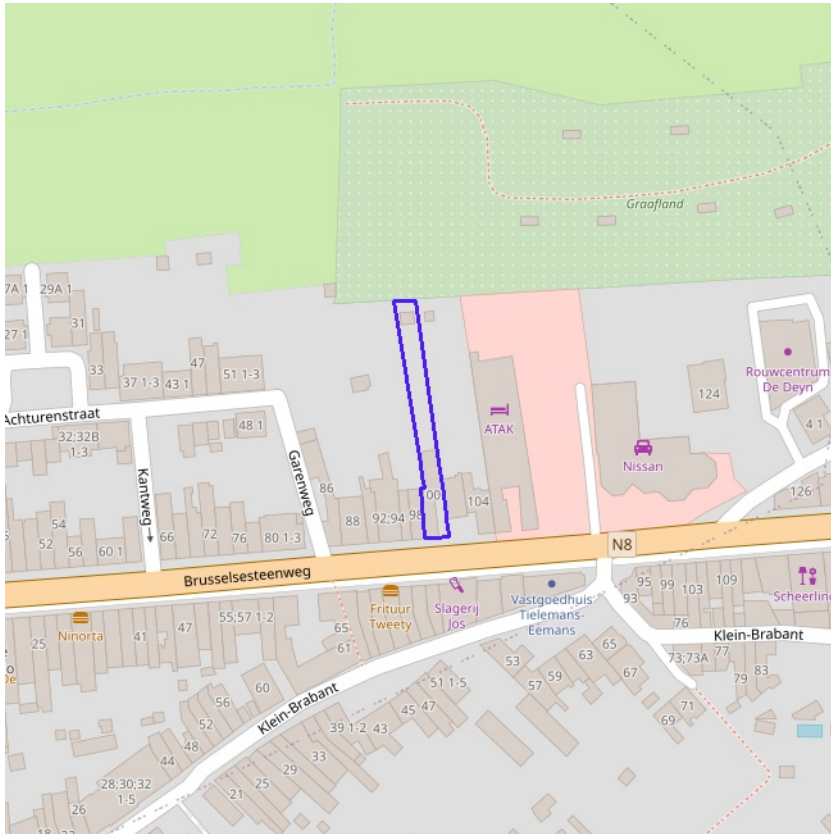 Graafland
7A 1
29A 1
27 1
31
33
37 1-3
43 1
47
51 1-3
Achturenstraat
32;32B
1-3
48 1
Kantweg
Garenweg
ATAK
Nissan
124
Rouwcentrum
De Deyn
4 1
126
54
52
56
60 1
66
72
76
80 1-3
86
88
92;94
98
104
N8
Brusselsesteenweg
Ninorta
25
41
47
55;57 1-2
65
61
Frituur
Tweety
Slagerij
Jos
Vastgoedhuis
Tielemans-
Eemans
95
99
103
109
93
76
Klein-Brabant
73;73A
77
79
83
71
69
53
57
59
63
65
67
51 1-5
45
47
39 1-2
43
33
29
25
21
Klein-Brabant
60
56
52
48
44
28;30;32
1-5
26